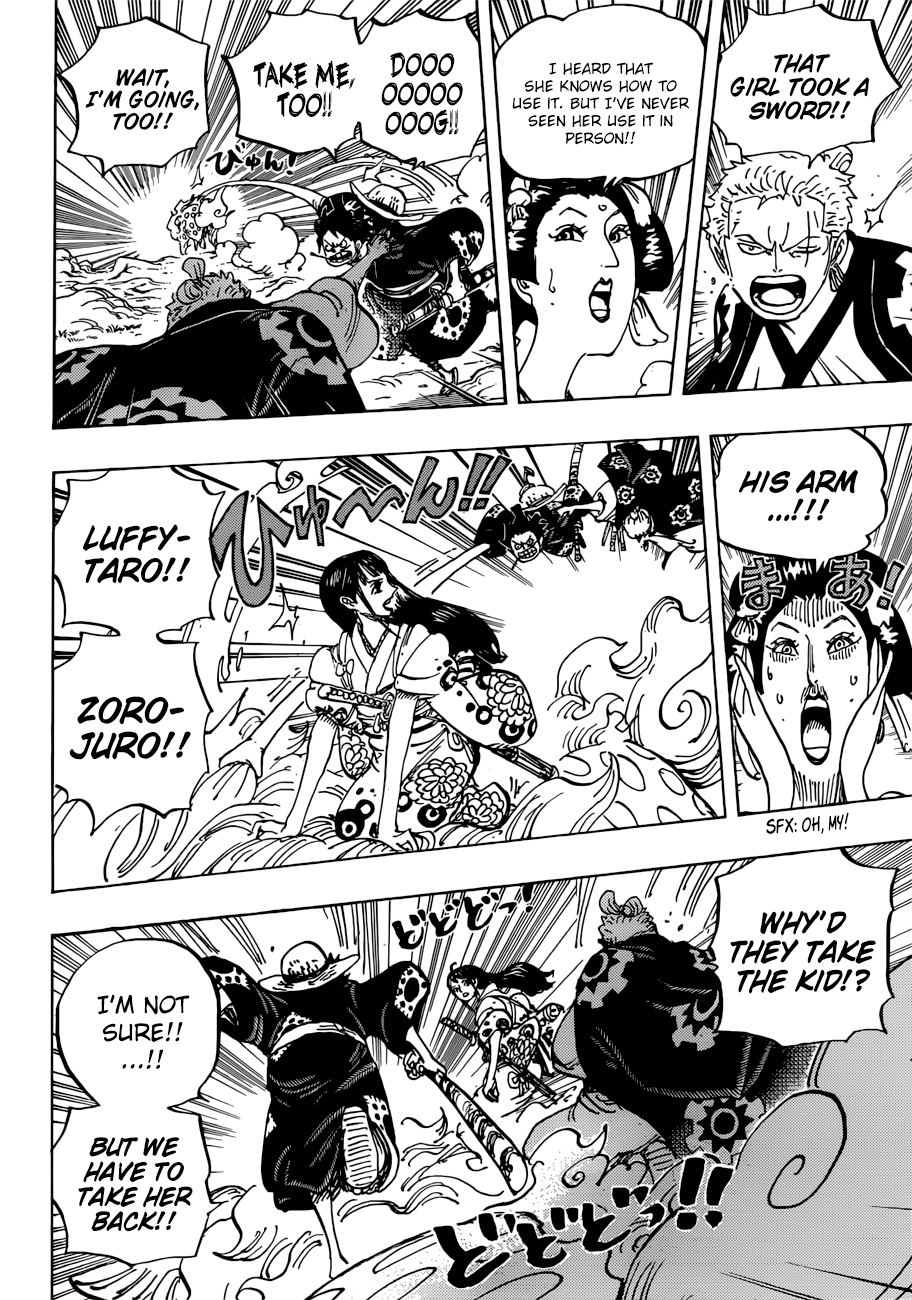 THAT
GIRL TOOK A
SWORD!!
I HEARD THAT
SHE KNOWS HOW TO
USE IT. BUT I'VE NEVER
SEEN HER USE IT IN
PERSON!!
DOOO
OOOOO
OOOG!!
TAKE ME,
TOO!!
WAIT,
I'M GOING,
TOO!!
びゅん!
HIS ARM
...!!!
まあ!
SFX: OH, MY!
びゅ〜ん!!
LUFFY-
TARO!!
ZORO-
JURO!!
WHY'D
THEY TAKE
THE KID!?
どどどっ!
I'M NOT
SURE!!
...!!
BUT WE
HAVE TO
TAKE HER
BACK!!
どどどっ!!